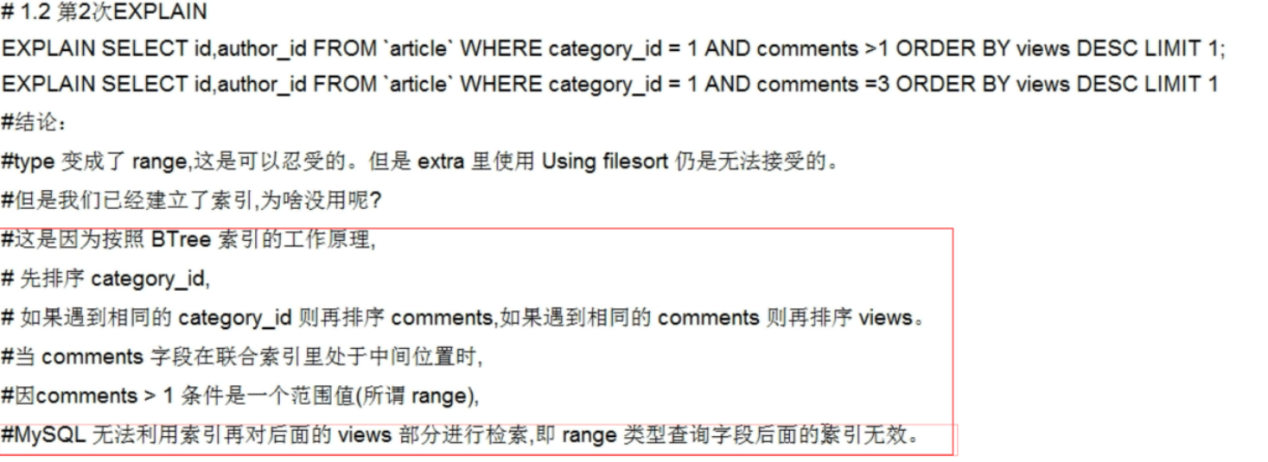 # 1.2 第2次EXPLAIN
EXPLAIN SELECT id,author_id FROM `article` WHERE category_id = 1 AND comments >1 ORDER BY views DESC LIMIT 1;
EXPLAIN SELECT id,author_id FROM `article` WHERE category_id = 1 AND comments =3 ORDER BY views DESC LIMIT 1
#结论：
#type 变成了 range,这是可以忍受的。但是 extra 里使用 Using filesort 仍是无法接受的。
#但是我们已经建立了索引,为啥没用呢?
#这是因为按照 BTree 索引的工作原理,
# 先排序 category_id,
# 如果遇到相同的 category_id 则再排序 comments,如果遇到相同的 comments 则再排序 views。
#当 comments 字段在联合索引里处于中间位置时,
#因comments > 1 条件是一个范围值(所谓 range),
#MySQL 无法利用索引再对后面的 views 部分进行检索,即 range 类型查询字段后面的索引无效。